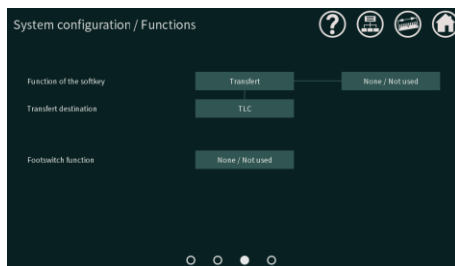 System configuration / Functions
Function of the softkey Transfert None / Not used
Transfert destination TLC
Footswitch function None / Not used